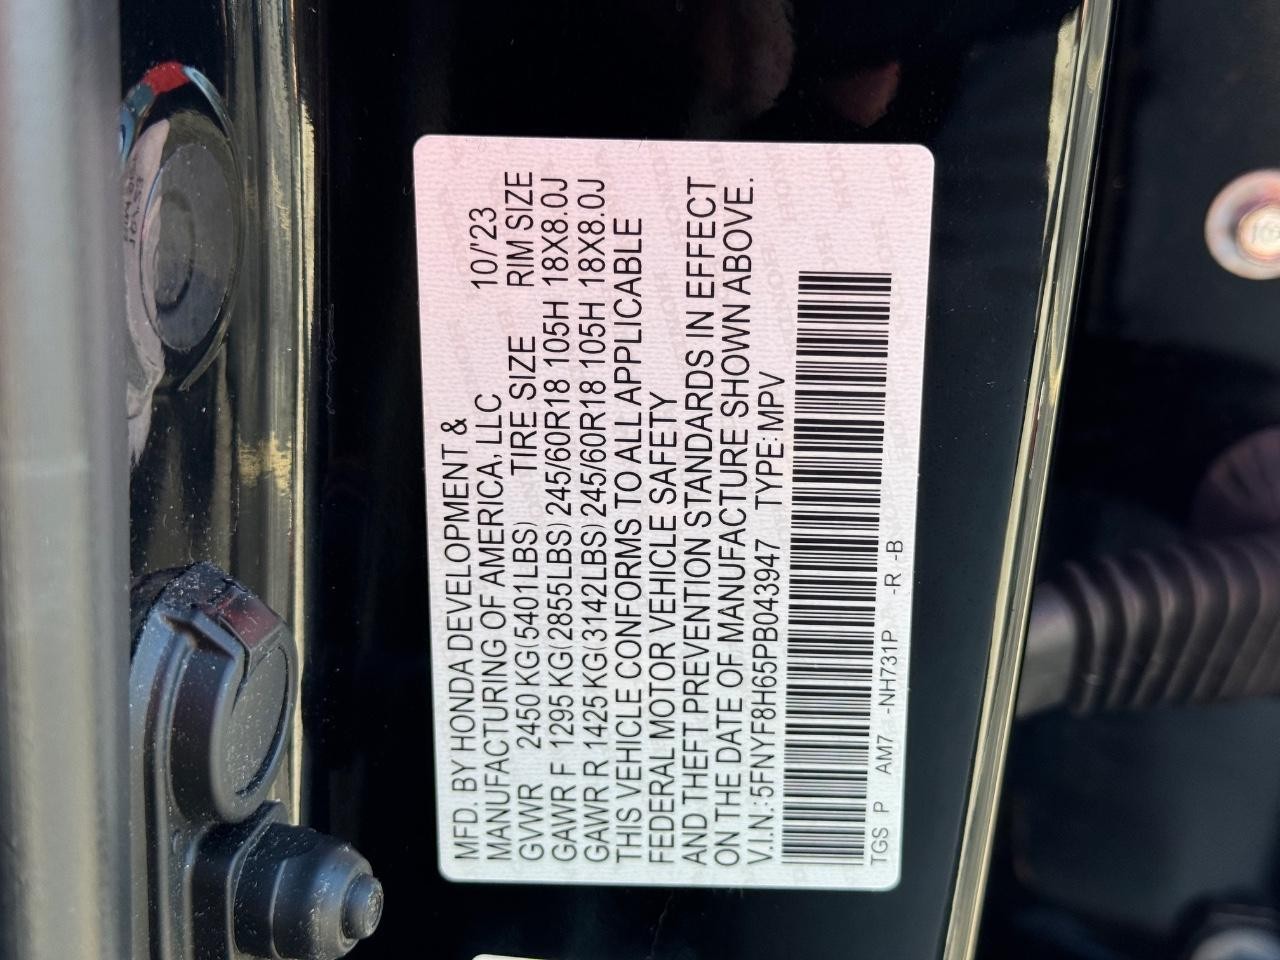 MFD. BY HONDA DEVELOPMENT &
MANUFACTURING OF AMERICA, LLC 10/'23
GVWR 2450 KG(5401LBS) TIRE SIZE RIM SIZE
GAWR F 1295 KG(2855LBS) 245/60R18 105H 18X8.0J
GAWR R 1425 KG(3142LBS) 245/60R18 105H 18X8.0J
THIS VEHICLE CONFORMS TO ALL APPLICABLE
FEDERAL MOTOR VEHICLE SAFETY
AND THEFT PREVENTION STANDARDS IN EFFECT
ON THE DATE OF MANUFACTURE SHOWN ABOVE.
V.I.N.: 5FNYF8H65PB043947 TYPE: MPV
TGS P AM7 -NH731P -R -B